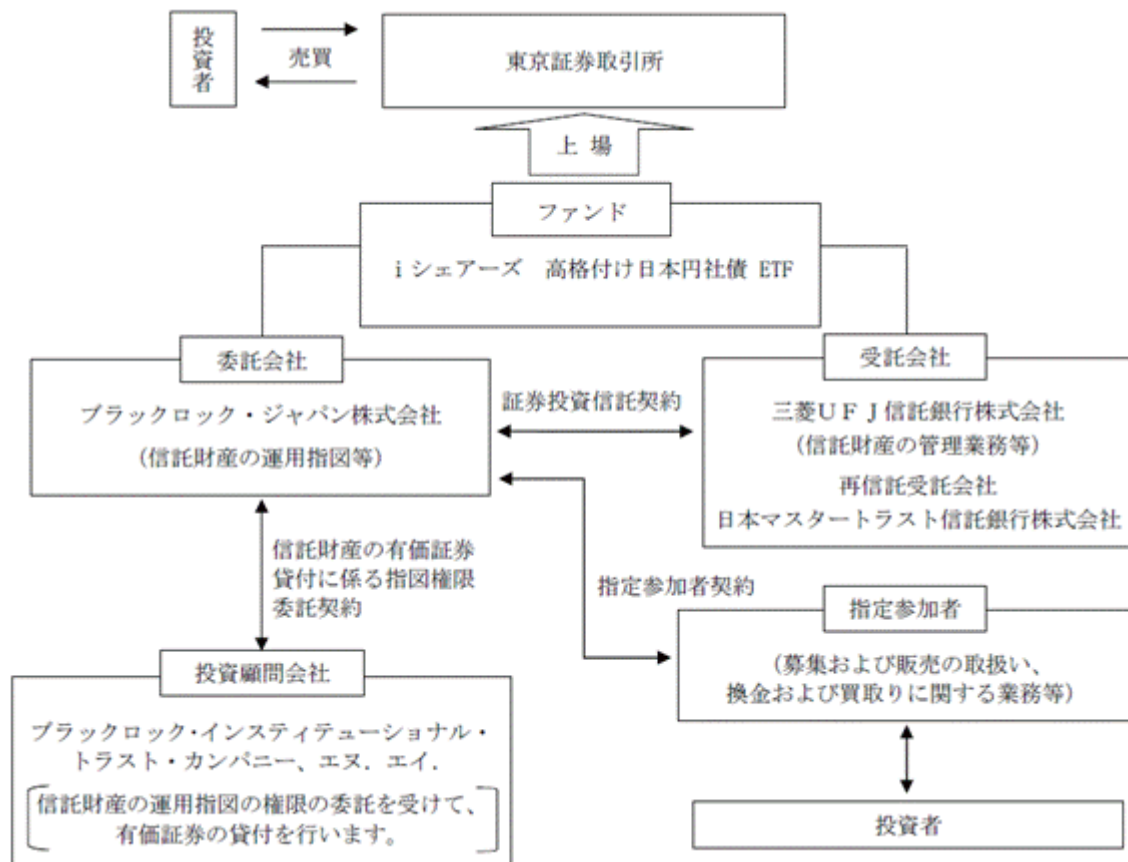 投資者
売買
東京証券取引所
上 場
ファンド
iシェアーズ 高格付け日本円社債 ETF
委託会社
ブラックロック・ジャパン株式会社
(信託財産の運用指図等)
証券投資信託契約
受託会社
三菱UFJ信託銀行株式会社
(信託財産の管理業務等)
再信託受託会社
日本マスタートラスト信託銀行株式会社
信託財産の有価証券
貸付に係る指図権限
委託契約
指定参加者契約
指定参加者
(募集および販売の取扱い、
換金および買取りに関する業務等)
投資顧問会社
ブラックロック・インスティテューショナル・
トラスト・カンパニー、エヌ.エイ.
信託財産の運用指図の権限の委託を受けて、
有価証券の貸付を行います。
投資者